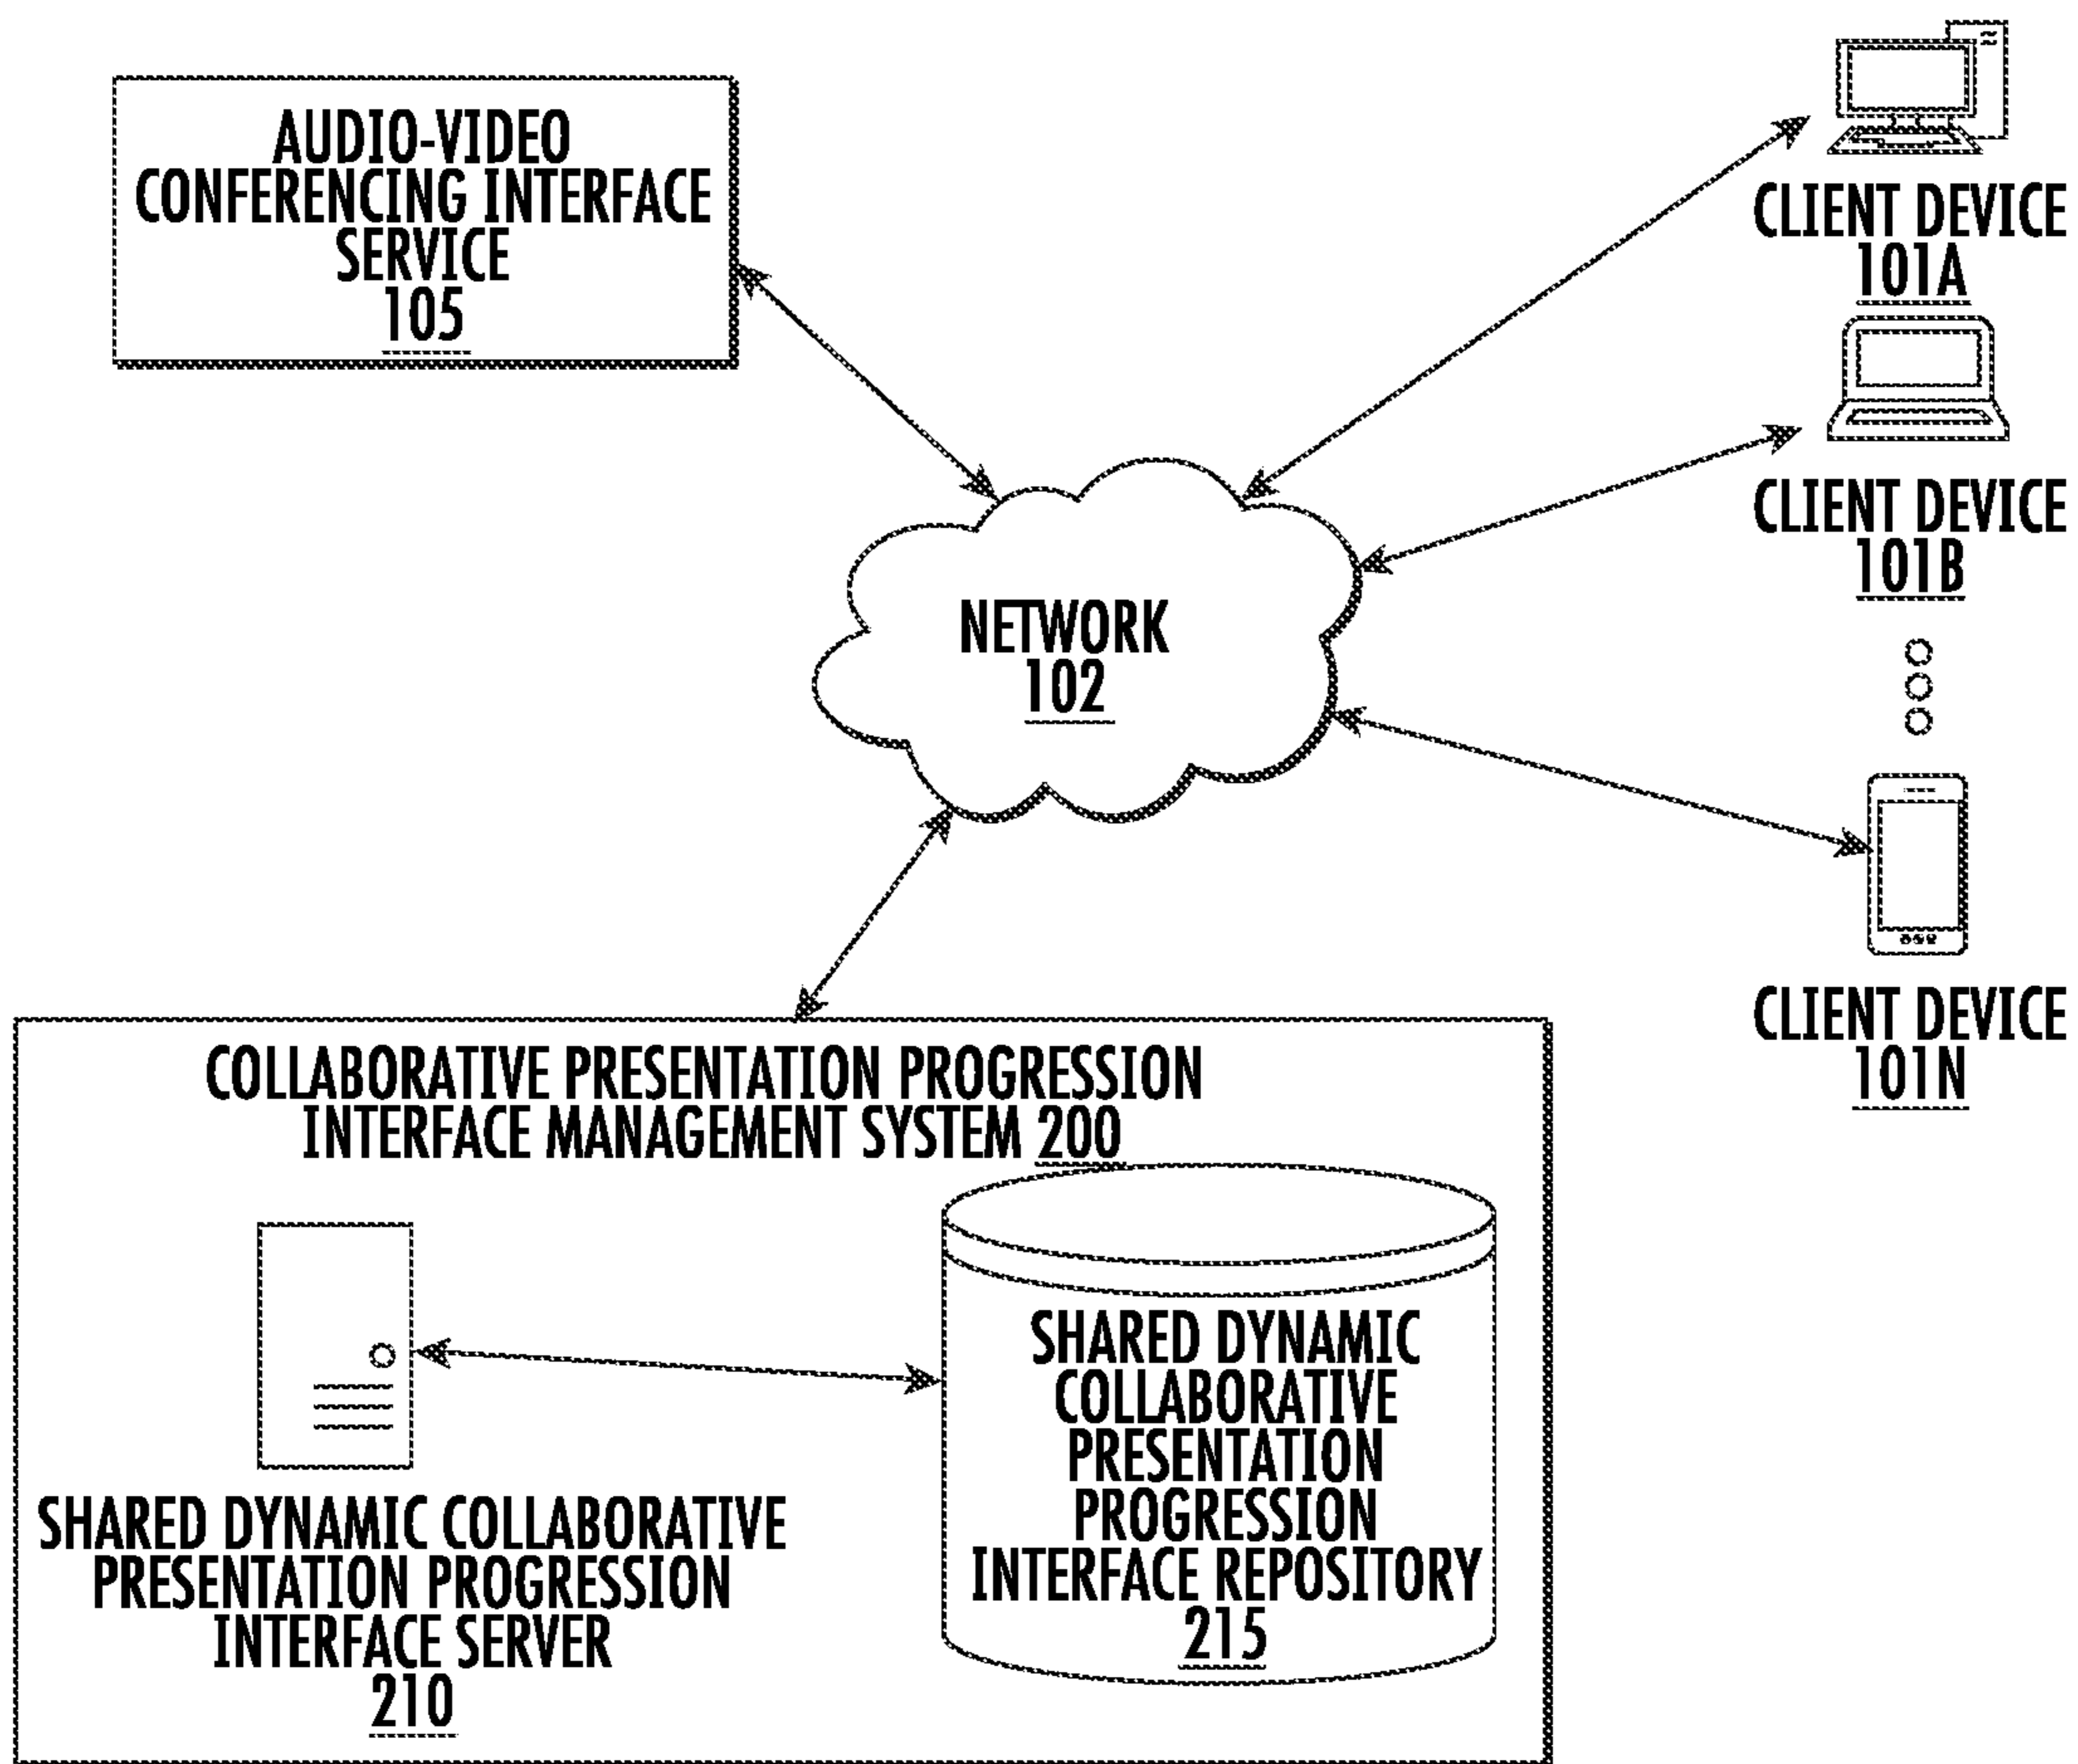 AUDIO-VIDEO
CONFERENCING INTERFACE
SERVICE
105
CLIENT DEVICE
101A
CLIENT DEVICE
101B
NETWORK
102
CLIENT DEVICE
101N
COLLABORATIVE PRESENTATION PROGRESSION
INTERFACE MANAGEMENT SYSTEM 200
SHARED DYNAMIC COLLABORATIVE
PRESENTATION PROGRESSION
INTERFACE SERVER
210
SHARED DYNAMIC
COLLABORATIVE
PRESENTATION
PROGRESSION
INTERFACE REPOSITORY
215